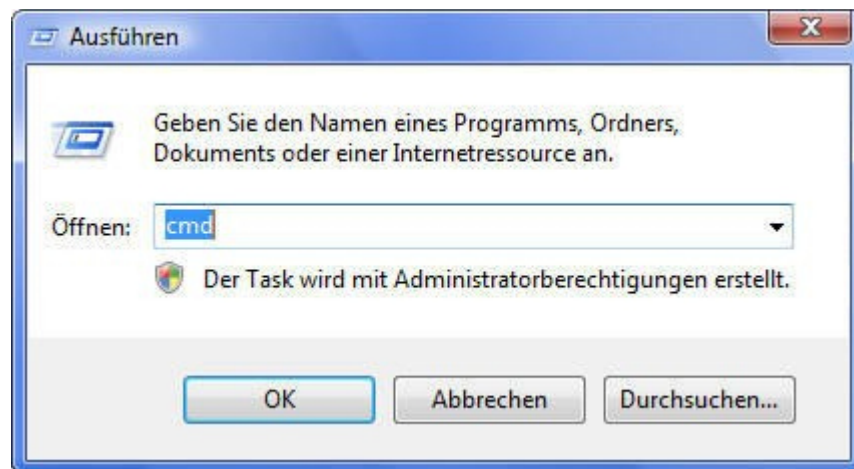 Ausführen
Geben Sie den Namen eines Programms, Ordners,
Dokuments oder einer Internetressource an.
Öffnen: cmd
Der Task wird mit Administratorberechtigungen erstellt.
OK Abbrechen Durchsuchen...